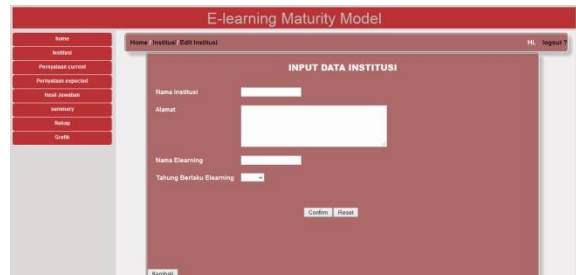 E-learning Maturity Model
home
Institusi
Pernyataan current
Pernyataan expected
Hasil Jawaban
summary
Rekap
Grafik
Home / Institusi / Edit Institusi
Hi, logout ?
INPUT DATA INSTITUSI
Nama Institusi
Alamat
Nama Elearning
Tahung Berlaku Elearning
Confirm Reset
Kembali